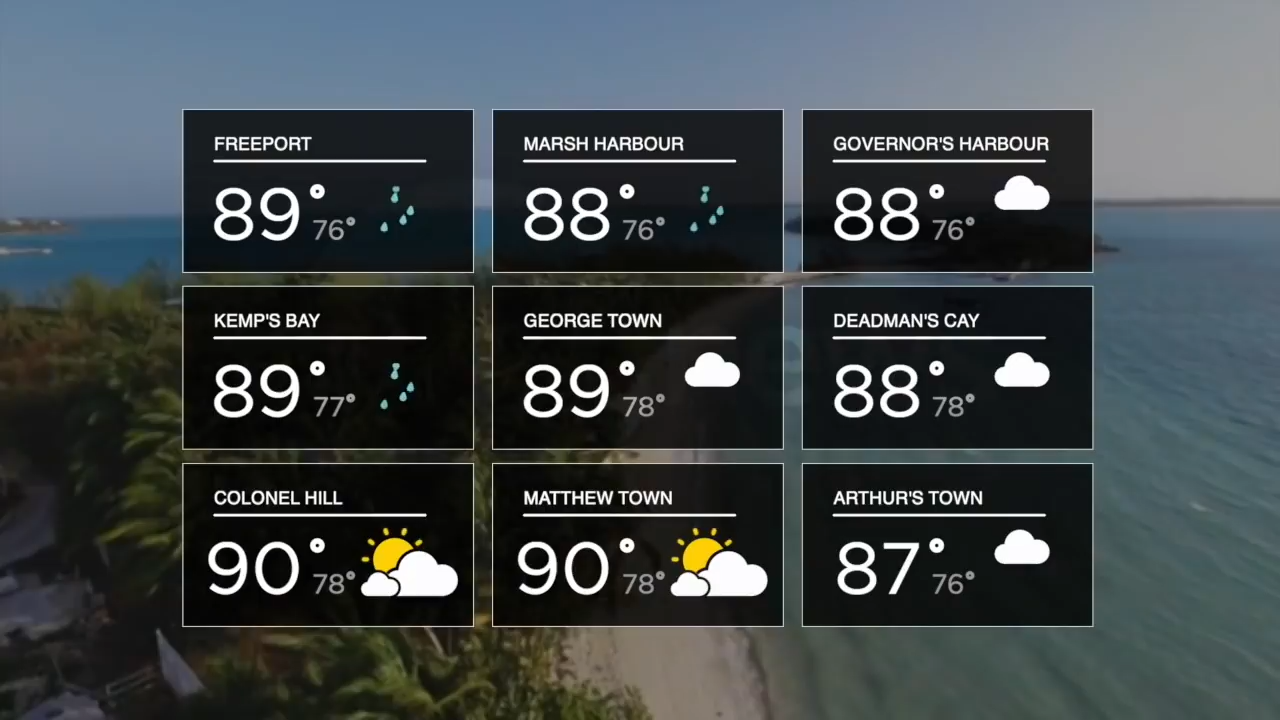 FREEPORT
89° 76°
MARSH HARBOUR
88° 76°
GOVERNOR'S HARBOUR
88° 76°
KEMP'S BAY
89° 77°
GEORGE TOWN
89° 78°
DEADMAN'S CAY
88° 78°
COLONEL HILL
90° 78°
MATTHEW TOWN
90° 78°
ARTHUR'S TOWN
87° 76°